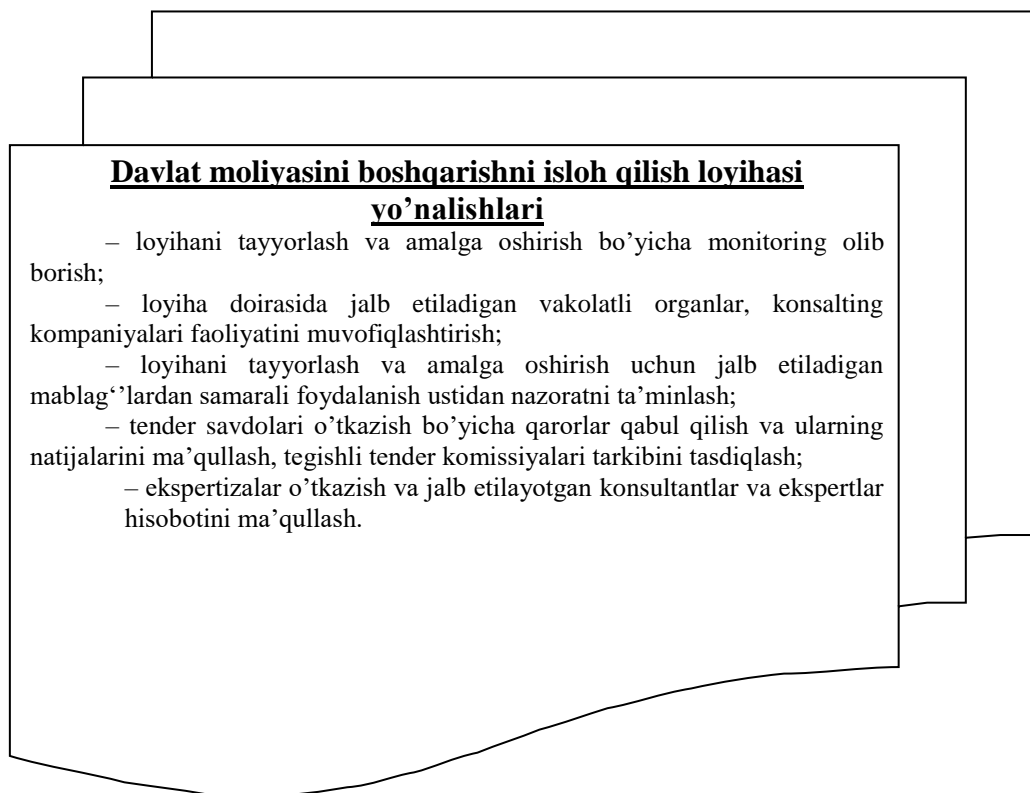 Davlat moliyasini boshqarishni isloh qilish loyihasi
yo’nalishlari
– loyihani tayyorlash va amalga oshirish bo’yicha monitoring olib
borish;
– loyiha doirasida jalb etiladigan vakolatli organlar, konsalting
kompaniyalari faoliyatini muvofiqlashtirish;
– loyihani tayyorlash va amalga oshirish uchun jalb etiladigan
mablag‘’lardan samarali foydalanish ustidan nazoratni ta’minlash;
– tender savdolari o’tkazish bo’yicha qarorlar qabul qilish va ularning
natijalarini ma’qullash, tegishli tender komissiyalari tarkibini tasdiqlash;
– ekspertizalar o’tkazish va jalb etilayotgan konsultantlar va ekspertlar
hisobotini ma’qullash.